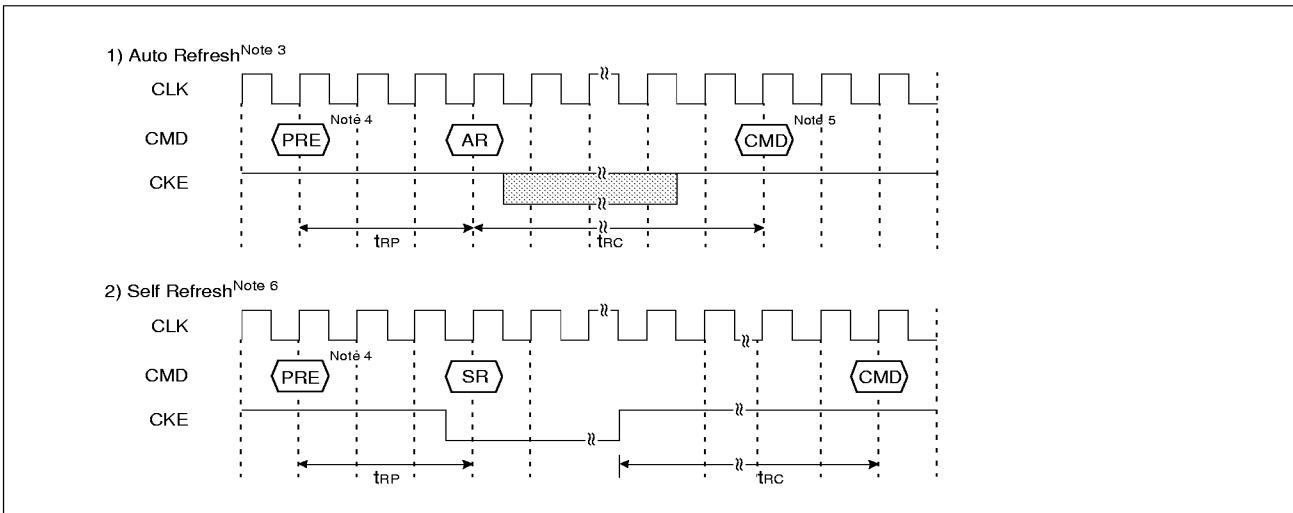 1) Auto Refresh Note 3
CLK
CMD PRE Note 4 AR CMD Note 5
CKE
tRP tRC
2) Self Refresh Note 6
CLK
CMD PRE Note 4 SR CMD
CKE
tRP tRC